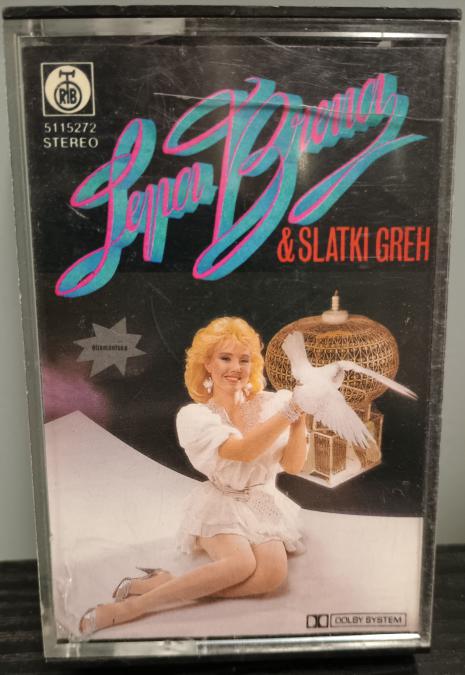 RTB
5115272
STEREO
Lepa Brena
& SLATKI GREH
DOLBY SYSTEM